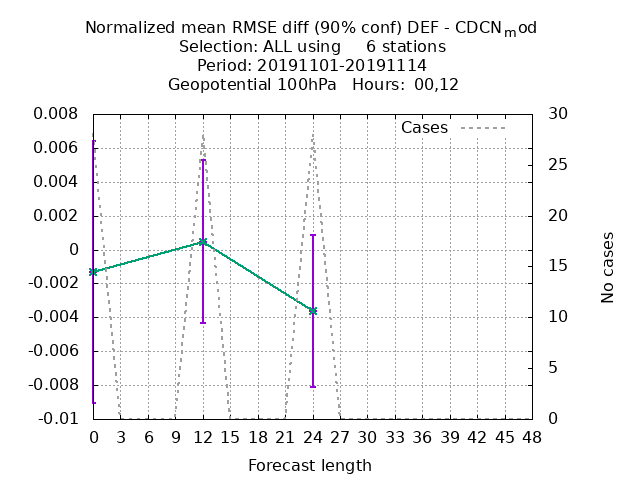 Normalized mean RMSE diff (90% conf) DEF - CDCNmod
Selection: ALL using     6 stations
Period: 20191101-20191114
Geopotential 100hPa   Hours: 00,12
Cases
0.008
0.006
0.004
0.002
0
-0.002
-0.004
-0.006
-0.008
-0.01
30
25
20
15
10
5
0
No cases
0 3 6 9 12 15 18 21 24 27 30 33 36 39 42 45 48
Forecast length